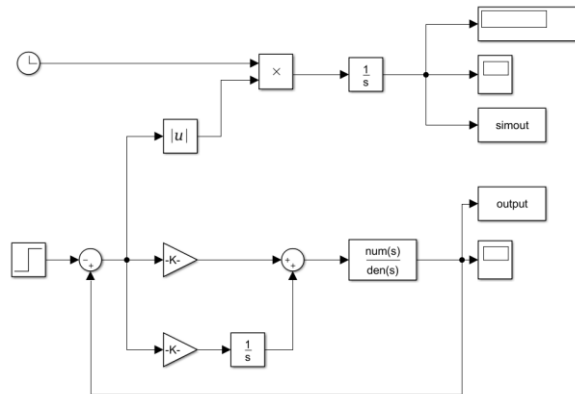 ×
1
s
|u|
simout
output
-
+
-K-
+
+
num(s)
den(s)
-K-
1
s